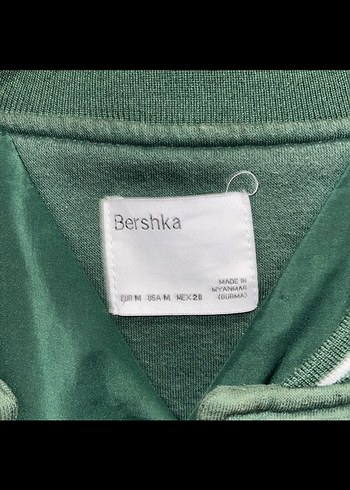 Bershka
EUR M USA M MEX 28
MADE IN
MYANMAR
(BURMA)